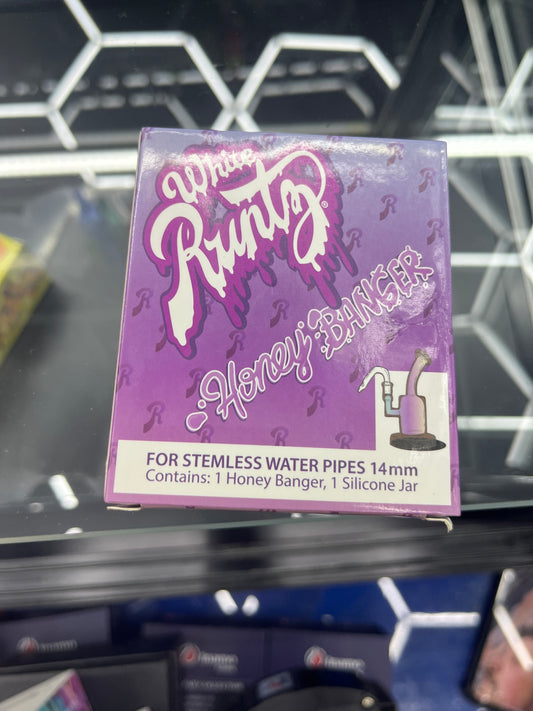 White
Runtz®
Honey BANGER
FOR STEMLESS WATER PIPES 14mm
Contains: 1 Honey Banger, 1 Silicone Jar